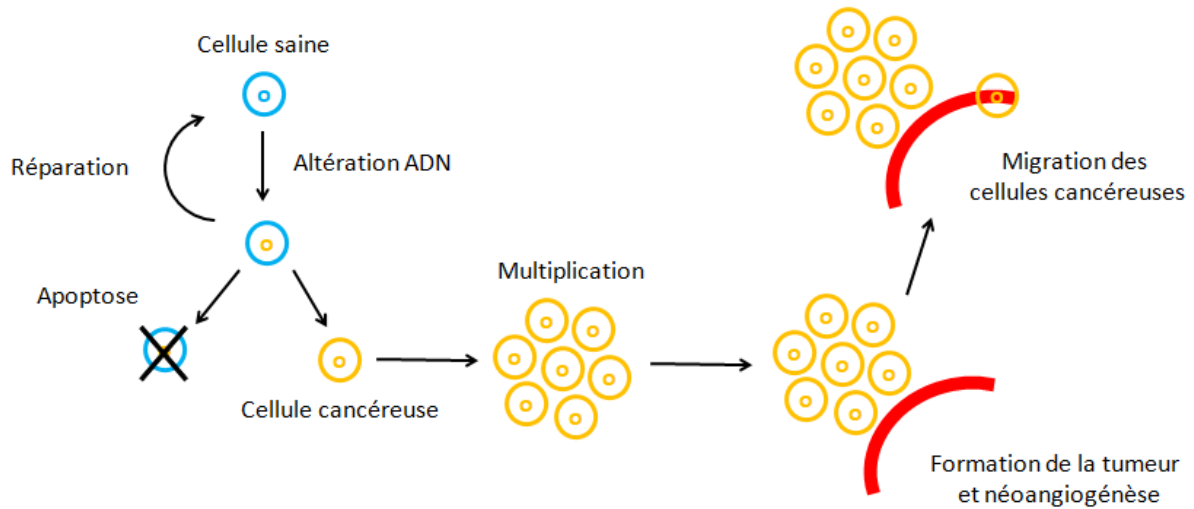 Cellule saine
Réparation
Altération ADN
Apoptose
Cellule cancéreuse
Multiplication
Formation de la tumeur
et néoangiogénèse
Migration des
cellules cancéreuses